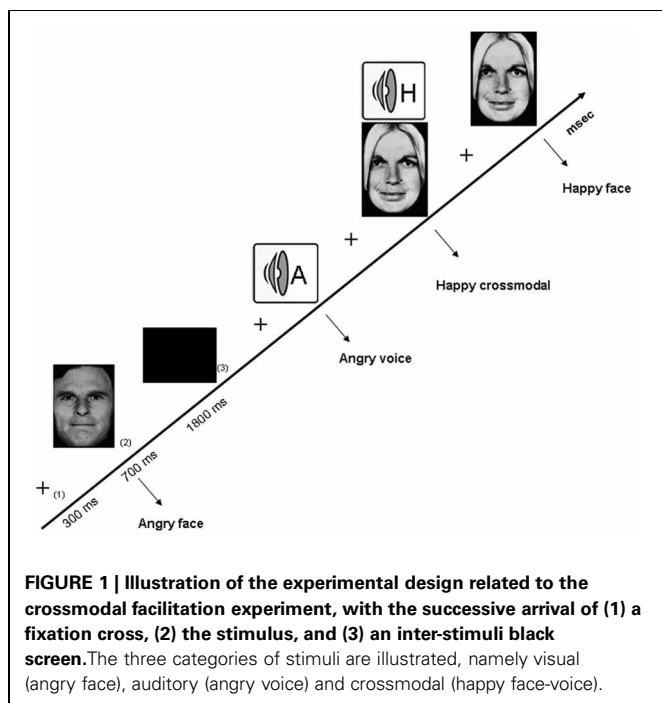 H
msec
+
Happy face
+
A
Happy crossmodal
+
(3)
Angry voice
1800 ms
(2)
700 ms
+ (1)
300 ms
Angry face
FIGURE 1 | Illustration of the experimental design related to the
crossmodal facilitation experiment, with the successive arrival of (1) a
fixation cross, (2) the stimulus, and (3) an inter-stimuli black
screen.The three categories of stimuli are illustrated, namely visual
(angry face), auditory (angry voice) and crossmodal (happy face-voice).